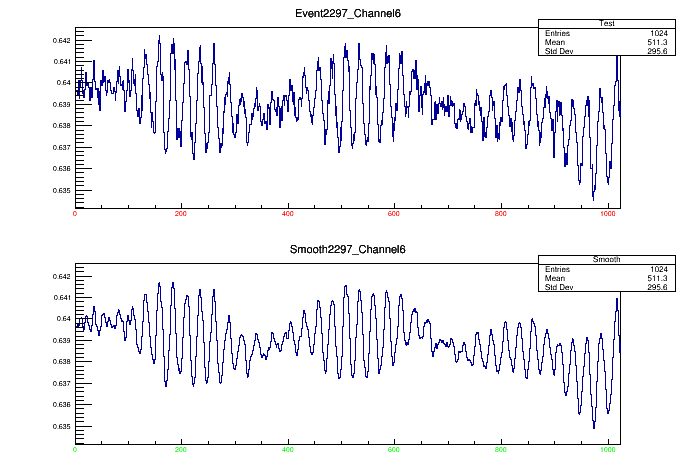 Event2297_Channel6
Test
Entries 1024
Mean 511.3
Std Dev 295.6
0.642
0.641
0.64
0.639
0.638
0.637
0.636
0.635
0 200 400 600 800 1000
Smooth2297_Channel6
Smooth
Entries 1024
Mean 511.3
Std Dev 295.6
0.642
0.641
0.64
0.639
0.638
0.637
0.636
0.635
0 200 400 600 800 1000